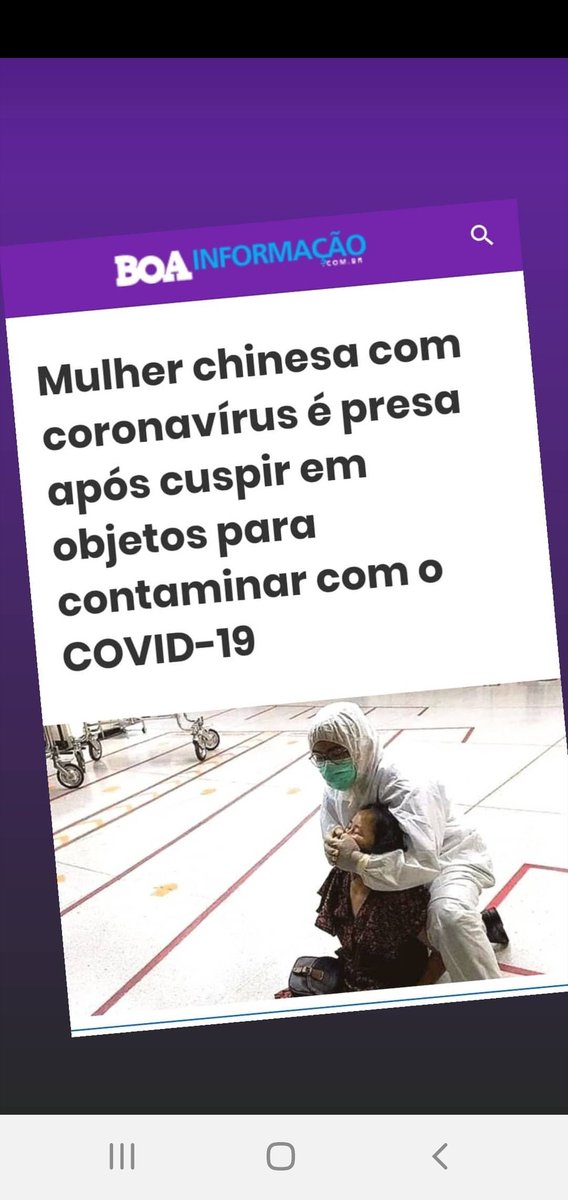 BOA INFORMAÇÃO
.COM.BR
Mulher chinesa com
coronavírus é presa
após cuspir em
objetos para
contaminar com o
COVID-19